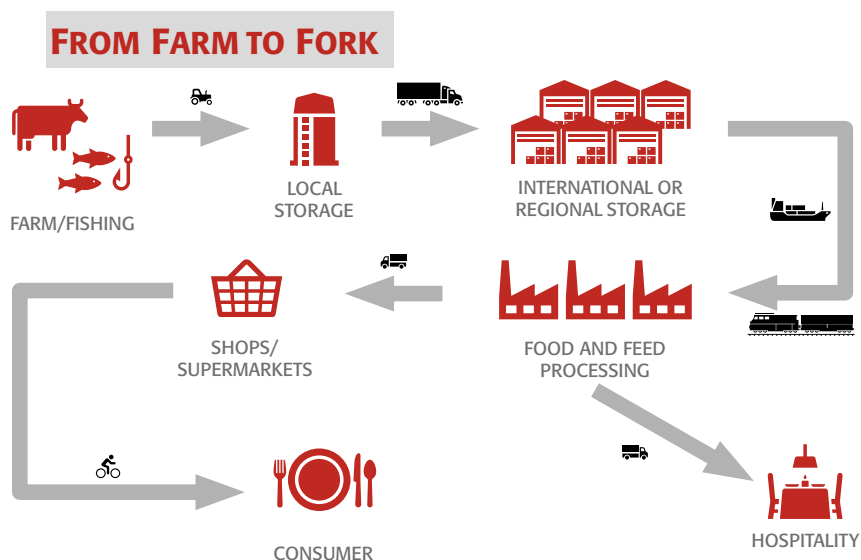 FROM FARM TO FORK
FARM/FISHING
LOCAL
STORAGE
INTERNATIONAL OR
REGIONAL STORAGE
SHOPS/
SUPERMARKETS
FOOD AND FEED
PROCESSING
CONSUMER
HOSPITALITY